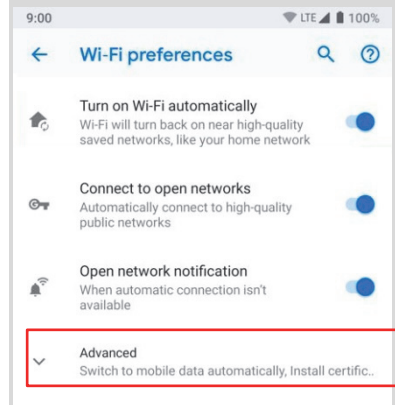 9:00
LTE 100%
Wi-Fi preferences
Turn on Wi-Fi automatically
Wi-Fi will turn back on near high-quality
saved networks, like your home network
Connect to open networks
Automatically connect to high-quality
public networks
Open network notification
When automatic connection isn't
available
Advanced
Switch to mobile data automatically, Install certific..